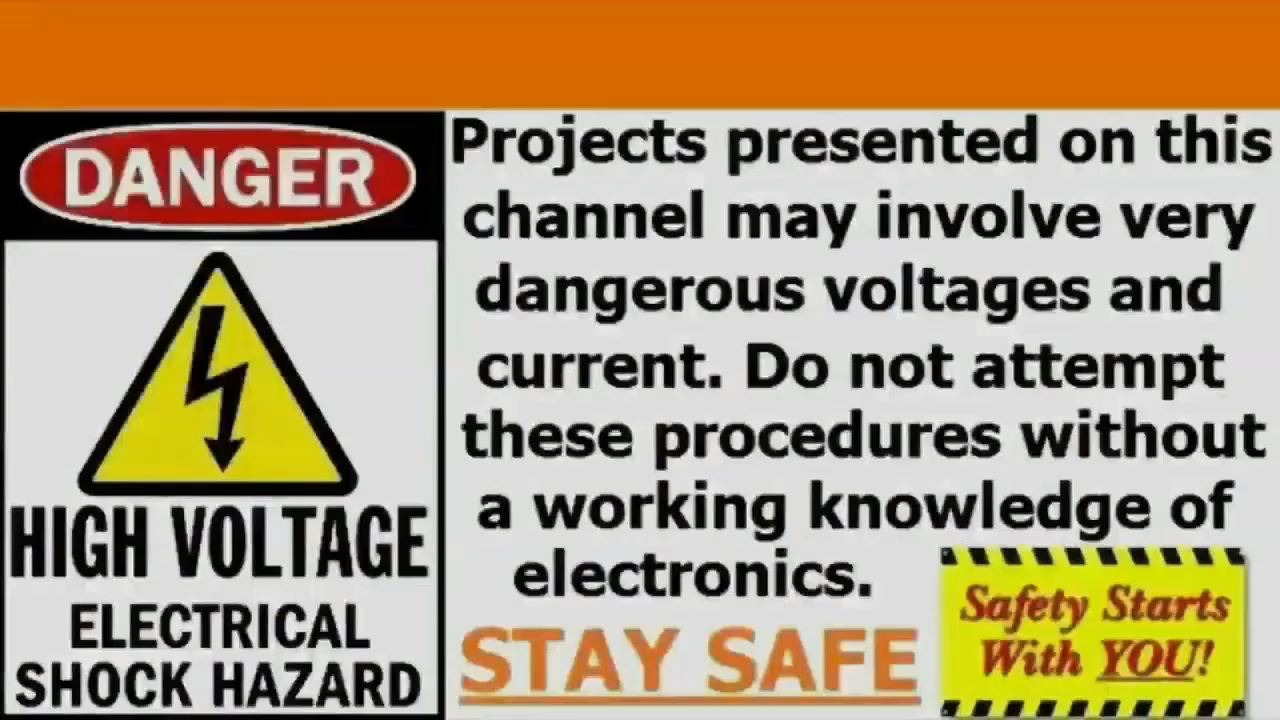 DANGER
HIGH VOLTAGE
ELECTRICAL
SHOCK HAZARD
Projects presented on this
channel may involve very
dangerous voltages and
current. Do not attempt
these procedures without
a working knowledge of
electronics.
STAY SAFE
Safety Starts
With YOU!